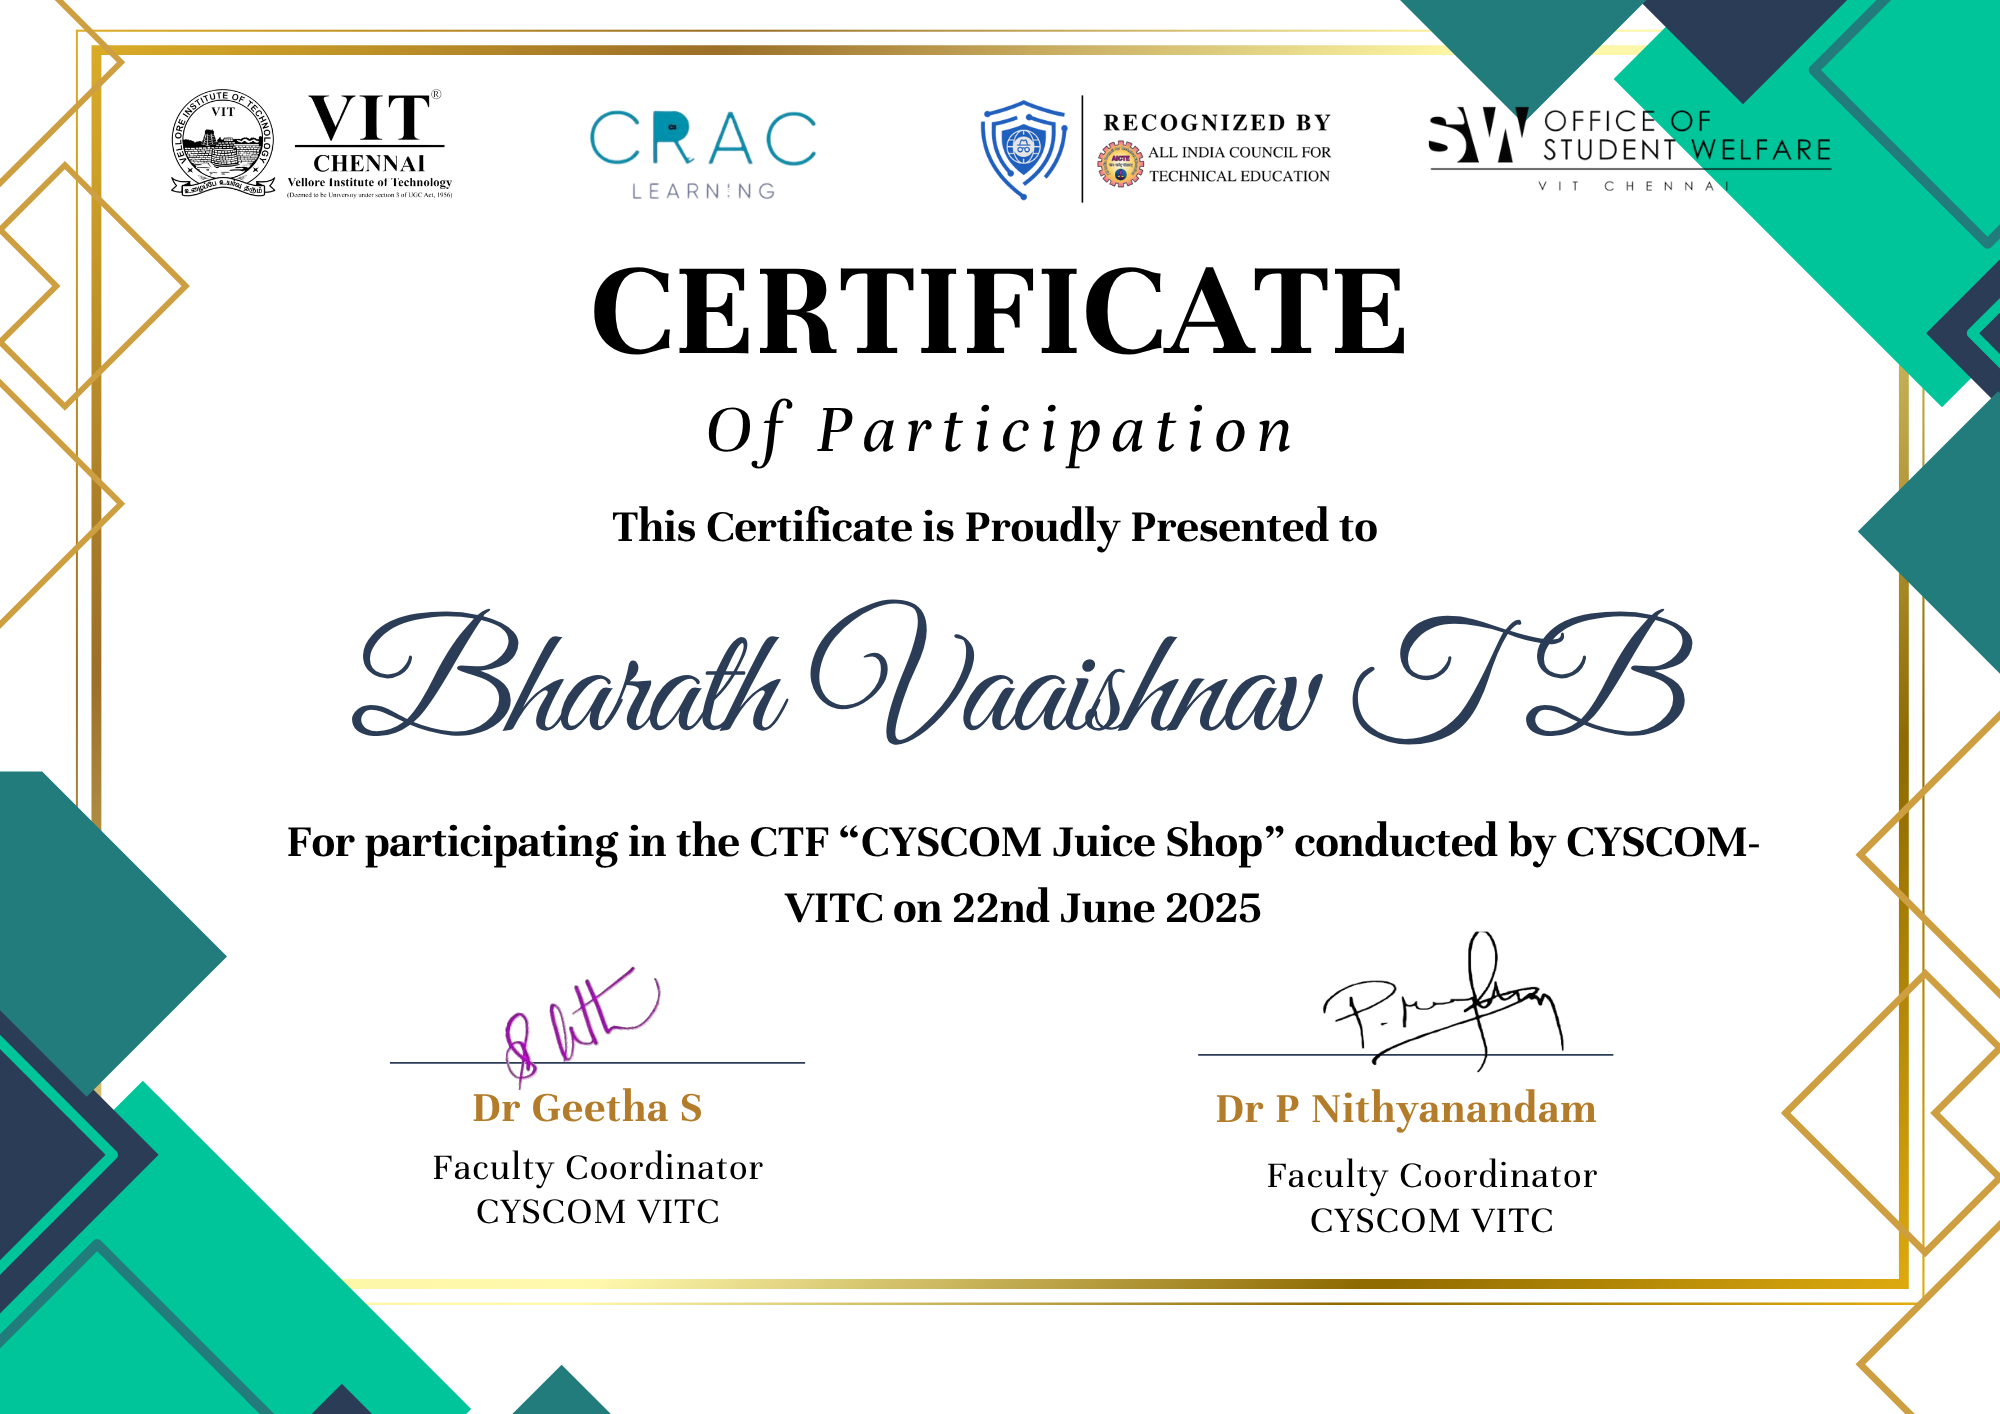 VELLORE INSTITUTE OF TECHNOLOGY
VIT
VIT®
CHENNAI
Vellore Institute of Technology
(Deemed to be University under section 3 of UGC Act, 1956)
CRAC
LEARNING
RECOGNIZED BY
AICTE
ALL INDIA COUNCIL FOR
TECHNICAL EDUCATION
SW OFFICE OF
STUDENT WELFARE
VIT CHENNAI
CERTIFICATE
Of Participation
This Certificate is Proudly Presented to
Bharath Vaaishnav T B
For participating in the CTF “CYSCOM Juice Shop” conducted by CYSCOM-
VITC on 22nd June 2025
Dr Geetha S
Faculty Coordinator
CYSCOM VITC
Dr P Nithyanandam
Faculty Coordinator
CYSCOM VITC